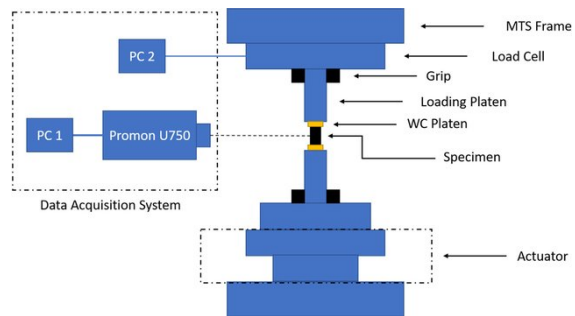 MTS Frame
PC 2
Load Cell
Grip
Loading Platen
WC Platen
PC 1
Promon U750
Specimen
Data Acquisition System
Actuator